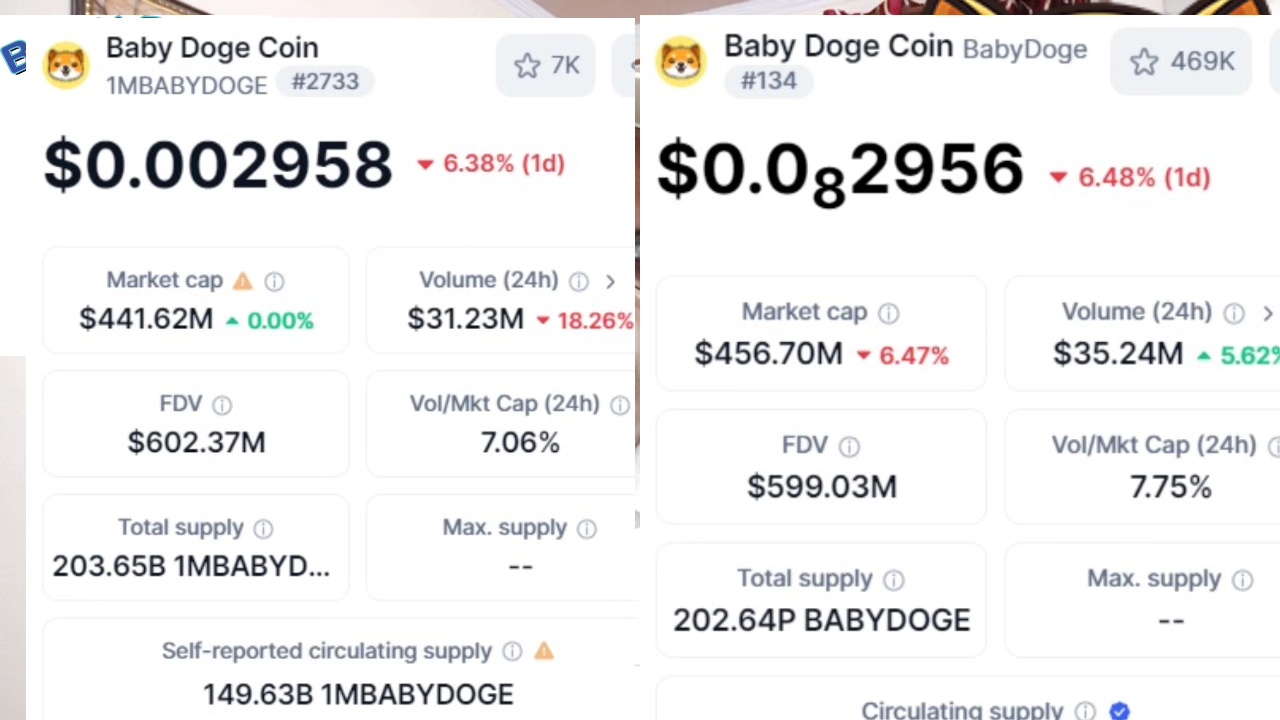 Baby Doge Coin
1MBABYDOGE #2733
7K
$0.002958 6.38% (1d)
Market cap
$441.62M 0.00%
Volume (24h)
$31.23M 18.26%
FDV
$602.37M
Vol/Mkt Cap (24h)
7.06%
Total supply
203.65B 1MBABYD...
Max. supply
--
Self-reported circulating supply
149.63B 1MBABYDOGE
Baby Doge Coin BabyDoge
#134
469K
$0.0₈2956 6.48% (1d)
Market cap
$456.70M 6.47%
Volume (24h)
$35.24M 5.62%
FDV
$599.03M
Vol/Mkt Cap (24h)
7.75%
Total supply
202.64P BABYDOGE
Max. supply
--
Circulating supply